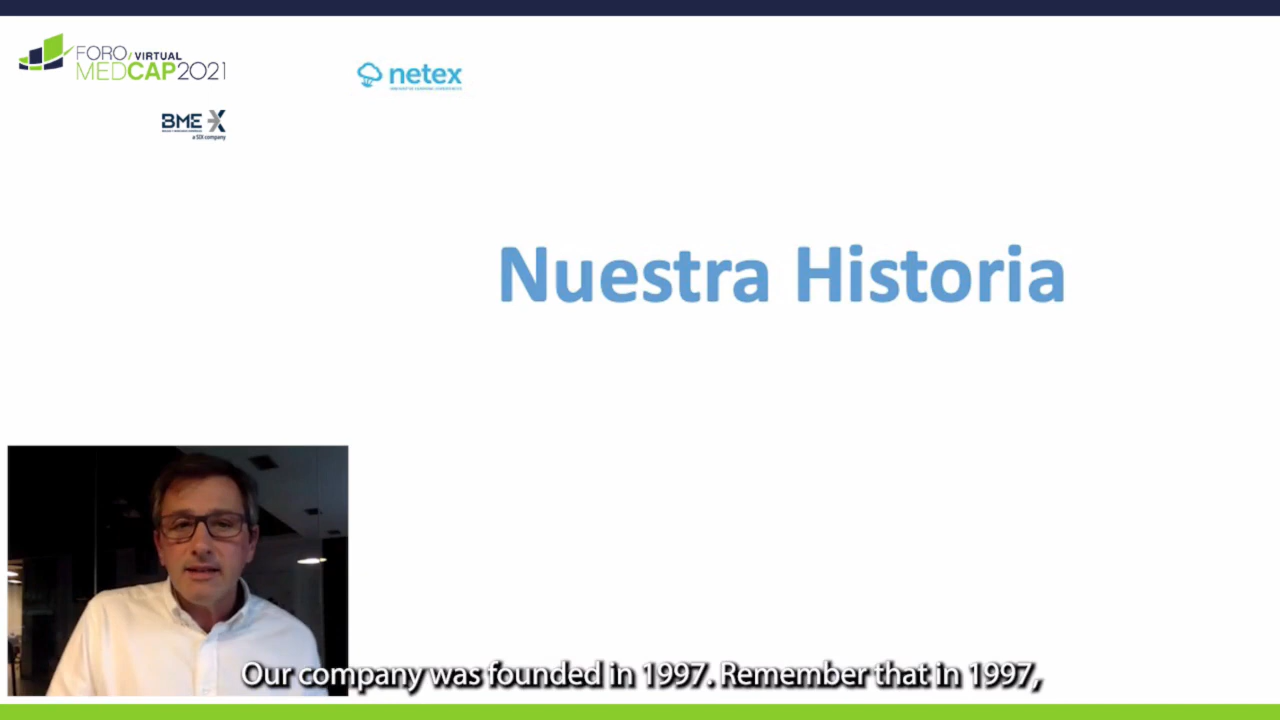 FORO / VIRTUAL
MEDCAP2021
netex
BME X
a SIX company
Nuestra Historia
Our company was founded in 1997. Remember that in 1997,